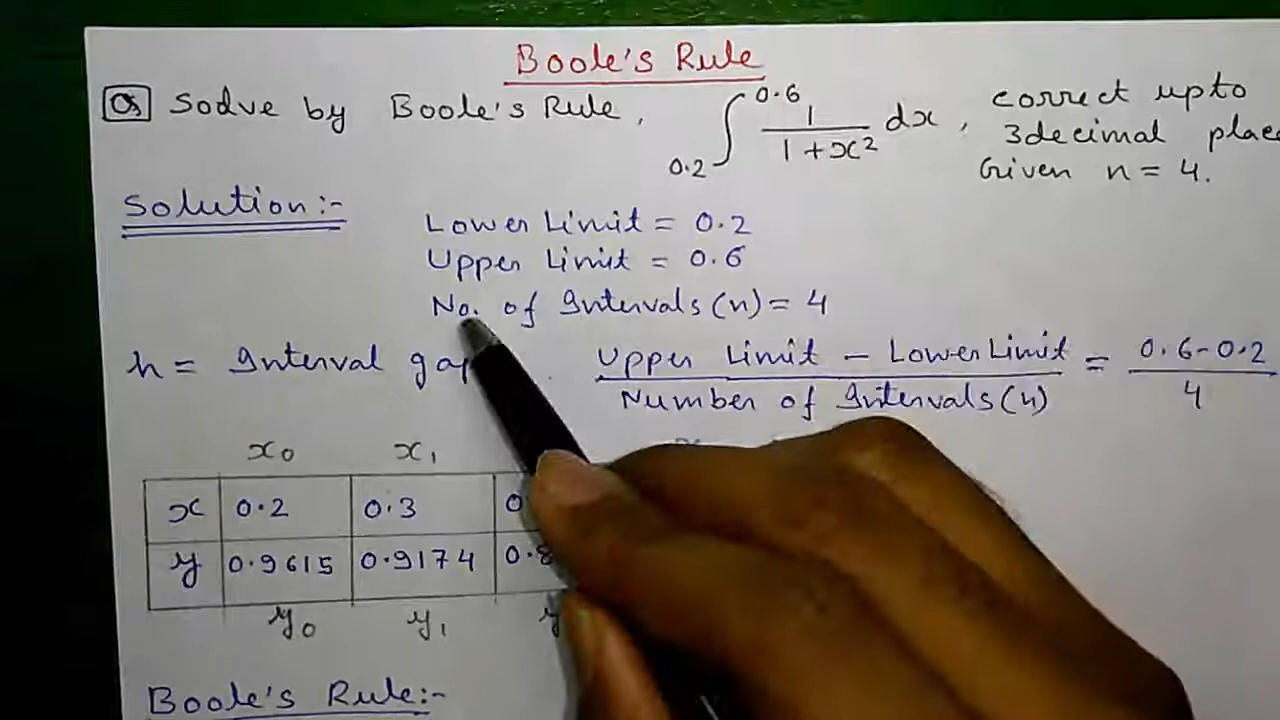 Boole's Rule
Q Sodve by Boole's Rule, ∫ 0.6 0.2 1/1+x² dx, correct upto
3decimal
Given n = 4.
Solution:-
Lower Limit = 0.2
Upper Limit = 0.6
No. of Intervals (n) = 4
h = Interval gap Upper Limit - Lower Limit / Number of Intervals (n) = 0.6-0.2 / 4
x₀ x₁
x 0.2 0.3
y 0.9615 0.9174
y₀ y₁ y
Boole's Rule:-